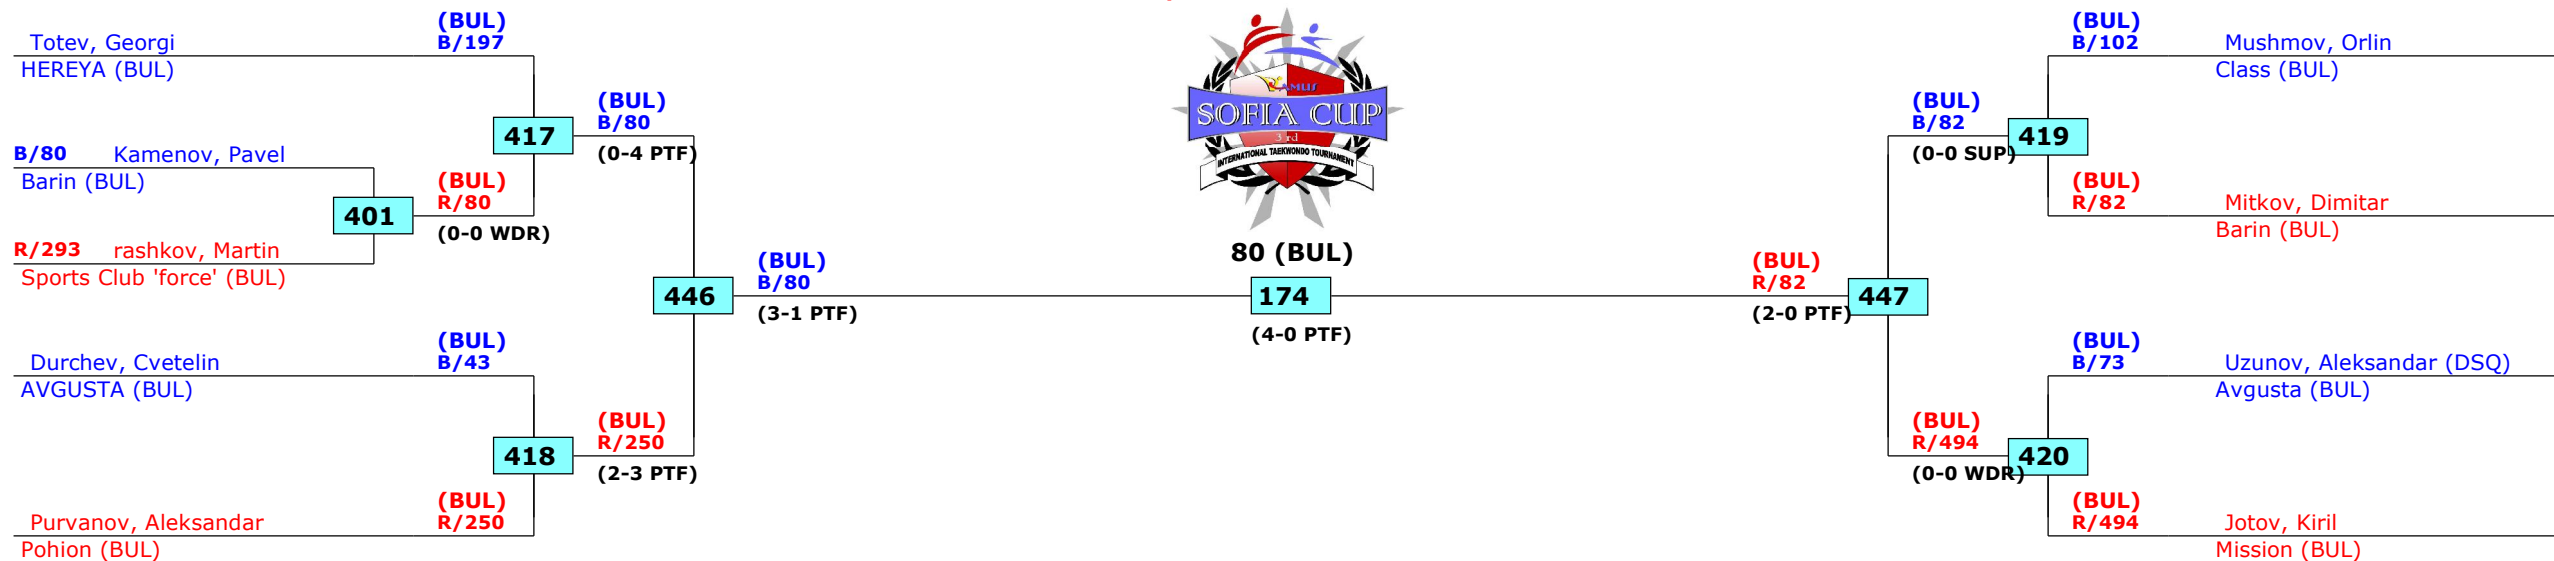 (BUL)
Totev, Georgi B/197
HEREYA (BUL)
(BUL)
B/80
417
(0-4 PTF)
B/80 Kamenov, Pavel
Barin (BUL)
(BUL)
R/80
401
(0-0 WDR)
R/293 rashkov, Martin
Sports Club 'force' (BUL)
(BUL)
B/80
446
(3-1 PTF)
(BUL)
Durchev, Cvetelin B/43
AVGUSTA (BUL)
(BUL)
R/250
418
(2-3 PTF)
(BUL)
Purvanov, Aleksandar R/250
Pohion (BUL)
RAMUS
SOFIA CUP
3rd
INTERNATIONAL TAEKWONDO TOURNAMENT
80 (BUL)
174
(4-0 PTF)
(BUL)
B/102 Mushmov, Orlin
Class (BUL)
(BUL)
B/82
419
(0-0 SUP)
(BUL)
R/82 Mitkov, Dimitar
Barin (BUL)
(BUL)
R/82
447
(2-0 PTF)
(BUL)
B/73 Uzunov, Aleksandar (DSQ)
Avgusta (BUL)
(BUL)
R/494
420
(0-0 WDR)
(BUL)
R/494 Jotov, Kiril
Mission (BUL)